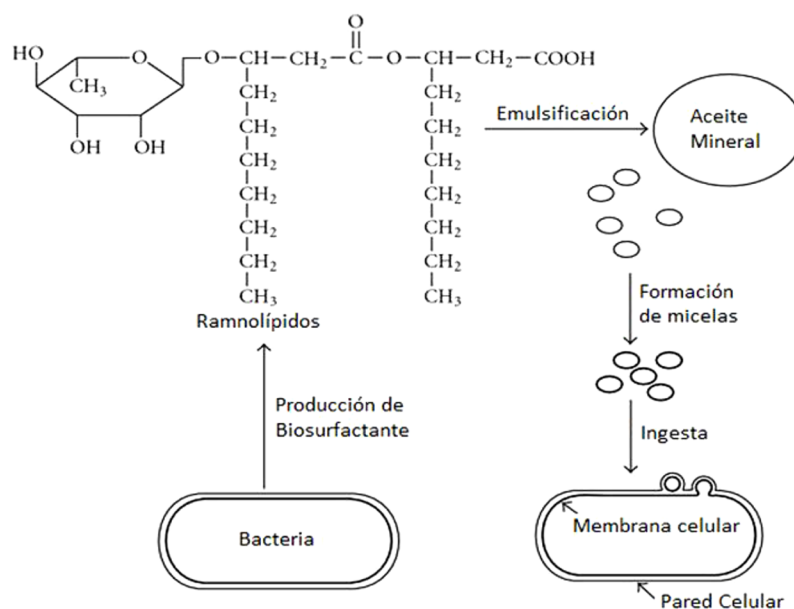 O
HO
O
O−CH−CH₂−C−O−CH−CH₂−COOH
CH₃
OH
OH
CH₂
CH₂
CH₂
CH₂
CH₂
CH₂
CH₃
CH₂
CH₂
CH₂
CH₂
CH₂
CH₂
CH₃
Ramnolípidos
Emulsificación
Aceite
Mineral
Formación
de micelas
Producción de
Biosurfactante
Ingesta
Bacteria
Membrana celular
Pared Celular